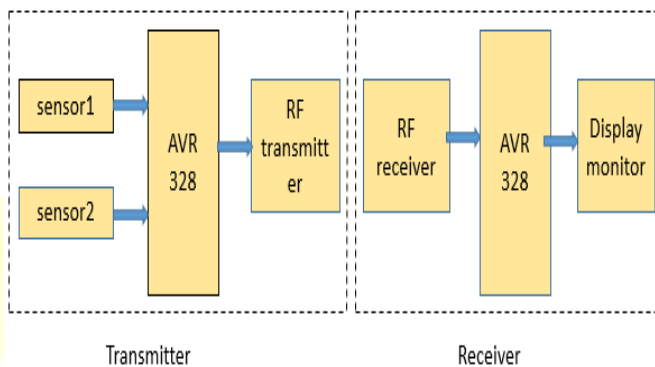 sensor1
sensor2
AVR
328
RF
transmitt
er
RF
receiver
AVR
328
Display
monitor
Transmitter
Receiver